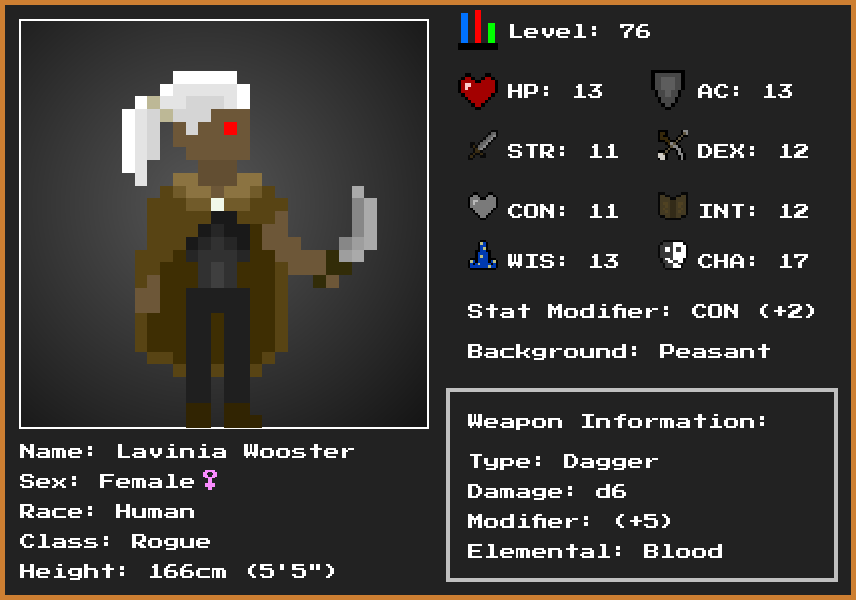 Level: 76
HP: 13
AC: 13
STR: 11
DEX: 12
CON: 11
INT: 12
WIS: 13
CHA: 17
Stat Modifier: CON (+2)
Background: Peasant
Weapon Information:
Type: Dagger
Damage: d6
Modifier: (+5)
Elemental: Blood
Name: Lavinia Wooster
Sex: Female♀
Race: Human
Class: Rogue
Height: 166cm (5'5")